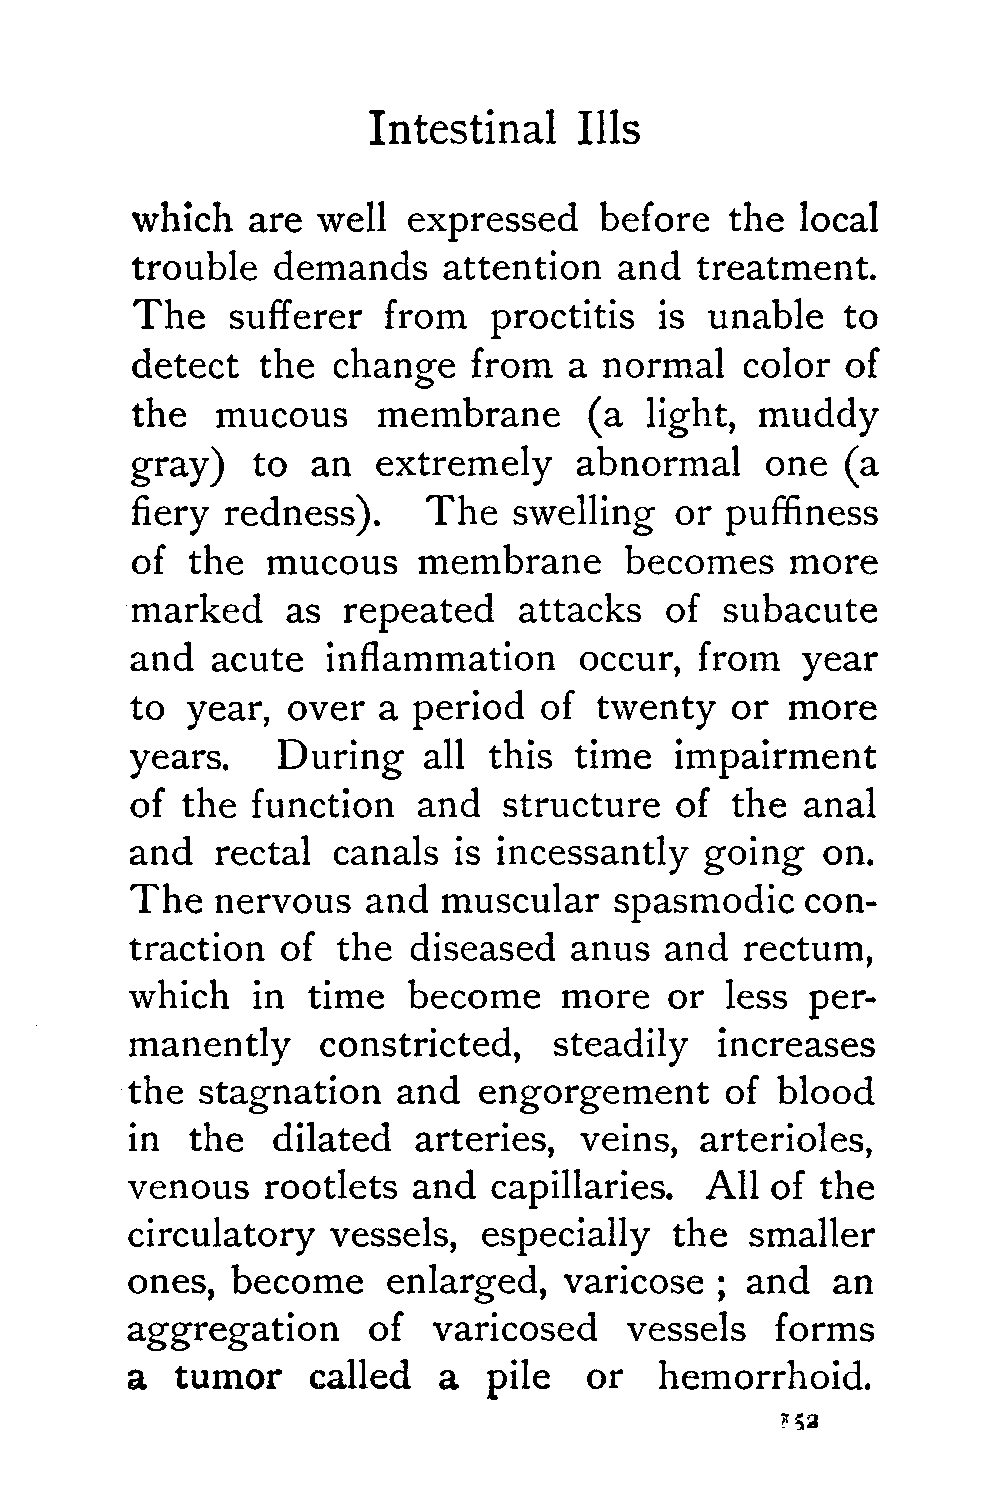 Intestinal Ills
which are well expressed before the local
trouble demands attention and treatment.
The sufferer from proctitis is unable to
detect the change from a normal color of
the mucous membrane (a light, muddy
gray) to an extremely abnormal one (a
fiery redness). The swelling or puffiness
of the mucous membrane becomes more
marked as repeated attacks of subacute
and acute inflammation occur, from year
to year, over a period of twenty or more
years. During all this time impairment
of the function and structure of the anal
and rectal canals is incessantly going on.
The nervous and muscular spasmodic con-
traction of the diseased anus and rectum,
which in time become more or less per-
manently constricted, steadily increases
the stagnation and engorgement of blood
in the dilated arteries, veins, arterioles,
venous rootlets and capillaries. All of the
circulatory vessels, especially the smaller
ones, become enlarged, varicose ; and an
aggregation of varicosed vessels forms
a tumor called a pile or hemorrhoid.
152